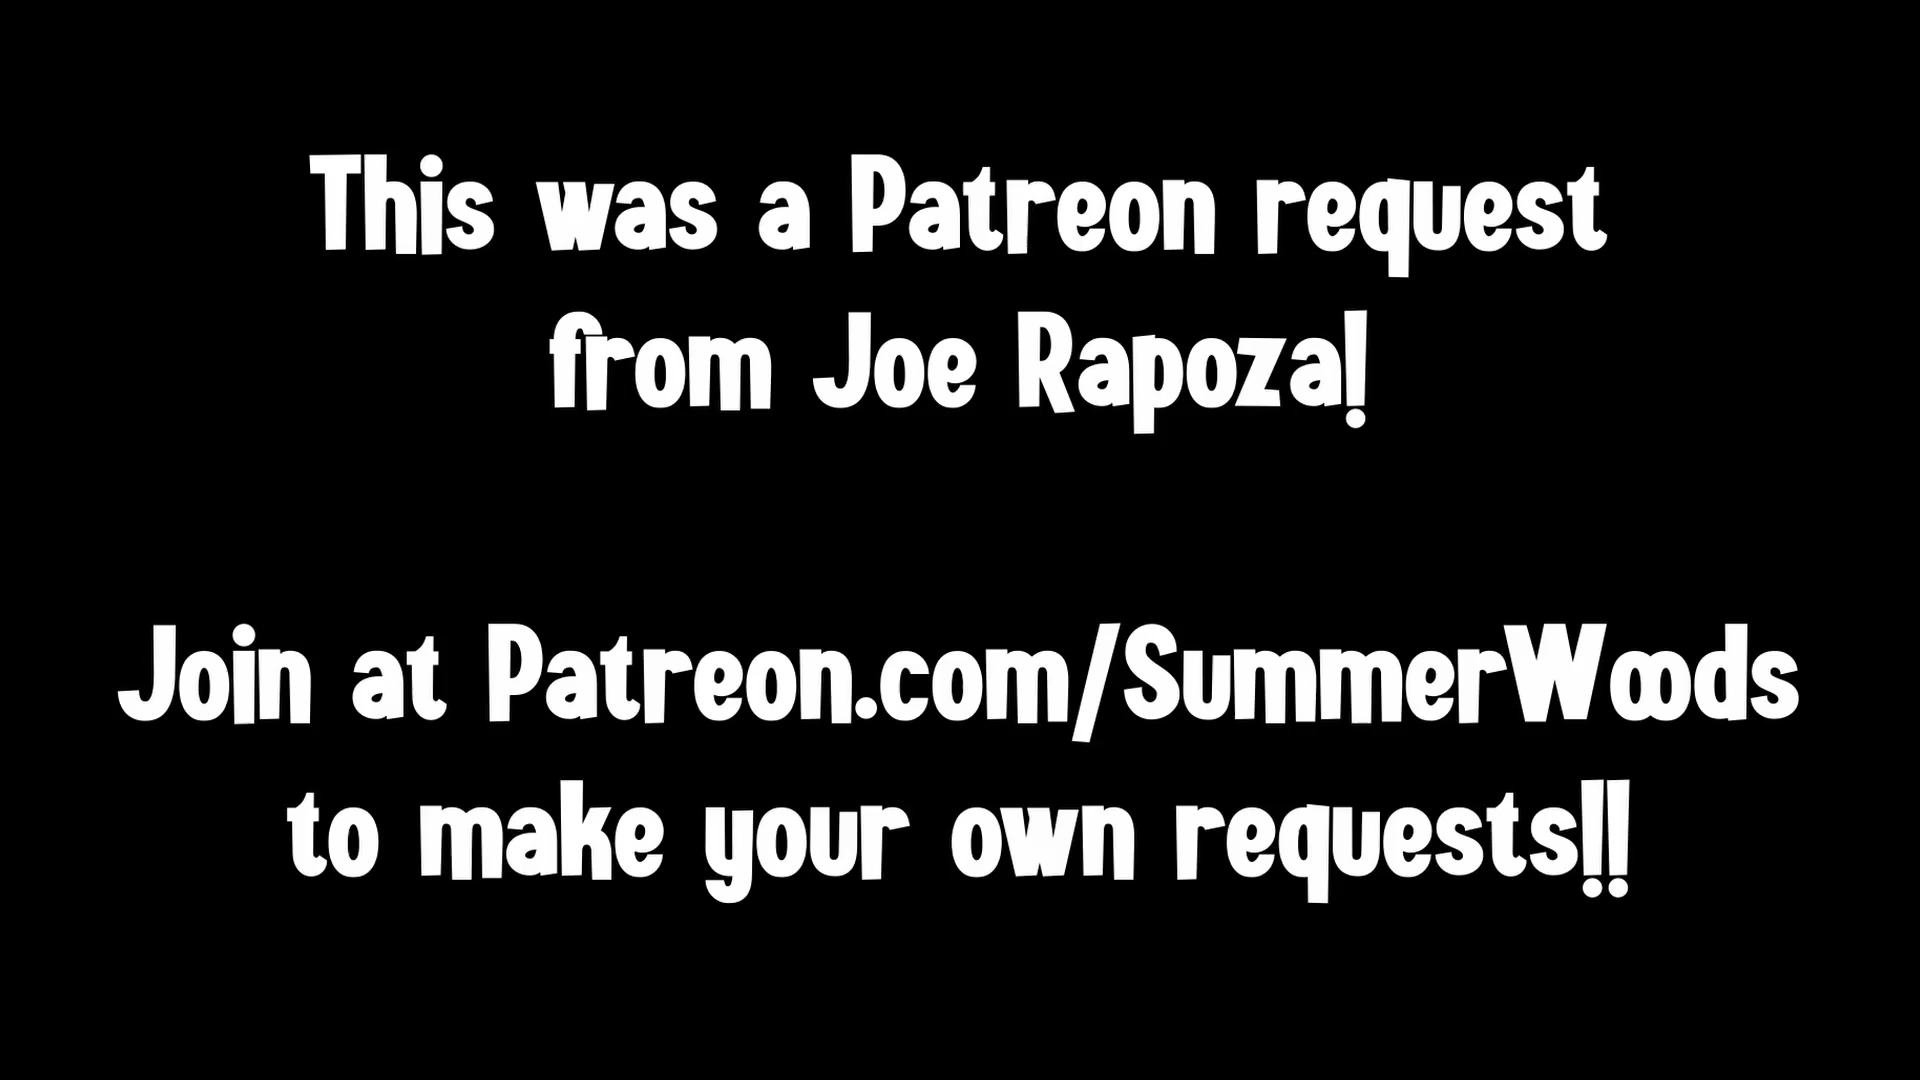 This was a Patreon request
from Joe Rapoza!
Join at Patreon.com/SummerWoods
to make your own requests!!